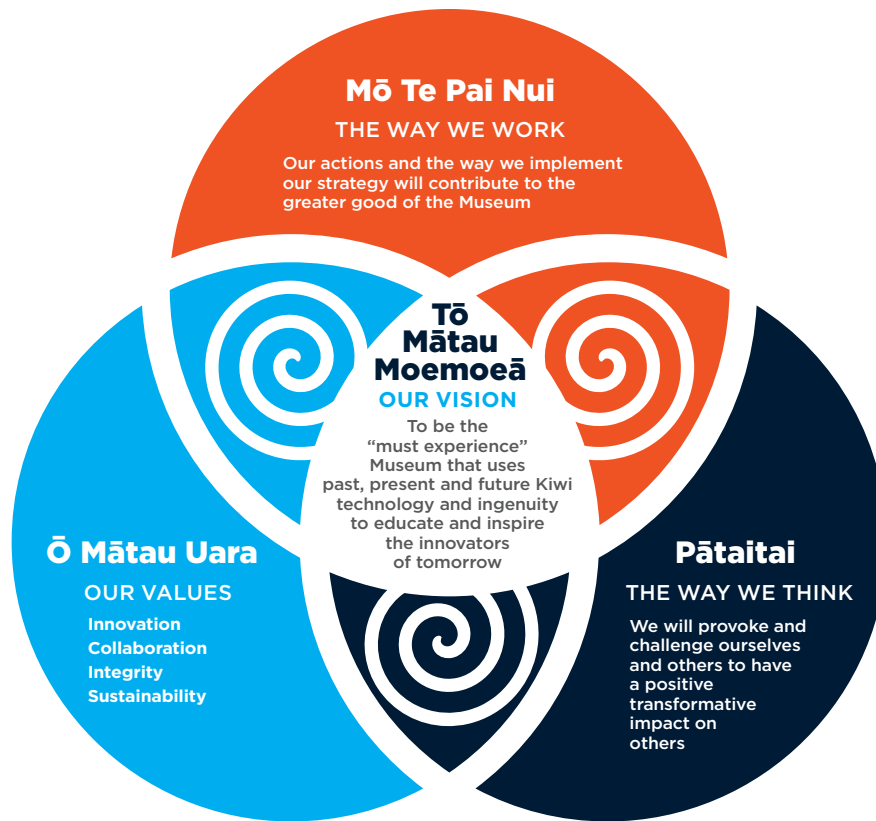 Mō Te Pai Nui
THE WAY WE WORK
Our actions and the way we implement
our strategy will contribute to the
greater good of the Museum
Tō
Mātau
Moemoeā
OUR VISION
To be the
“must experience”
Museum that uses
past, present and future Kiwi
technology and ingenuity
to educate and inspire
the innovators
of tomorrow
Ō Mātau Uara
OUR VALUES
Innovation
Collaboration
Integrity
Sustainability
Pātaitai
THE WAY WE THINK
We will provoke and
challenge ourselves
and others to have
a positive
transformative
impact on
others